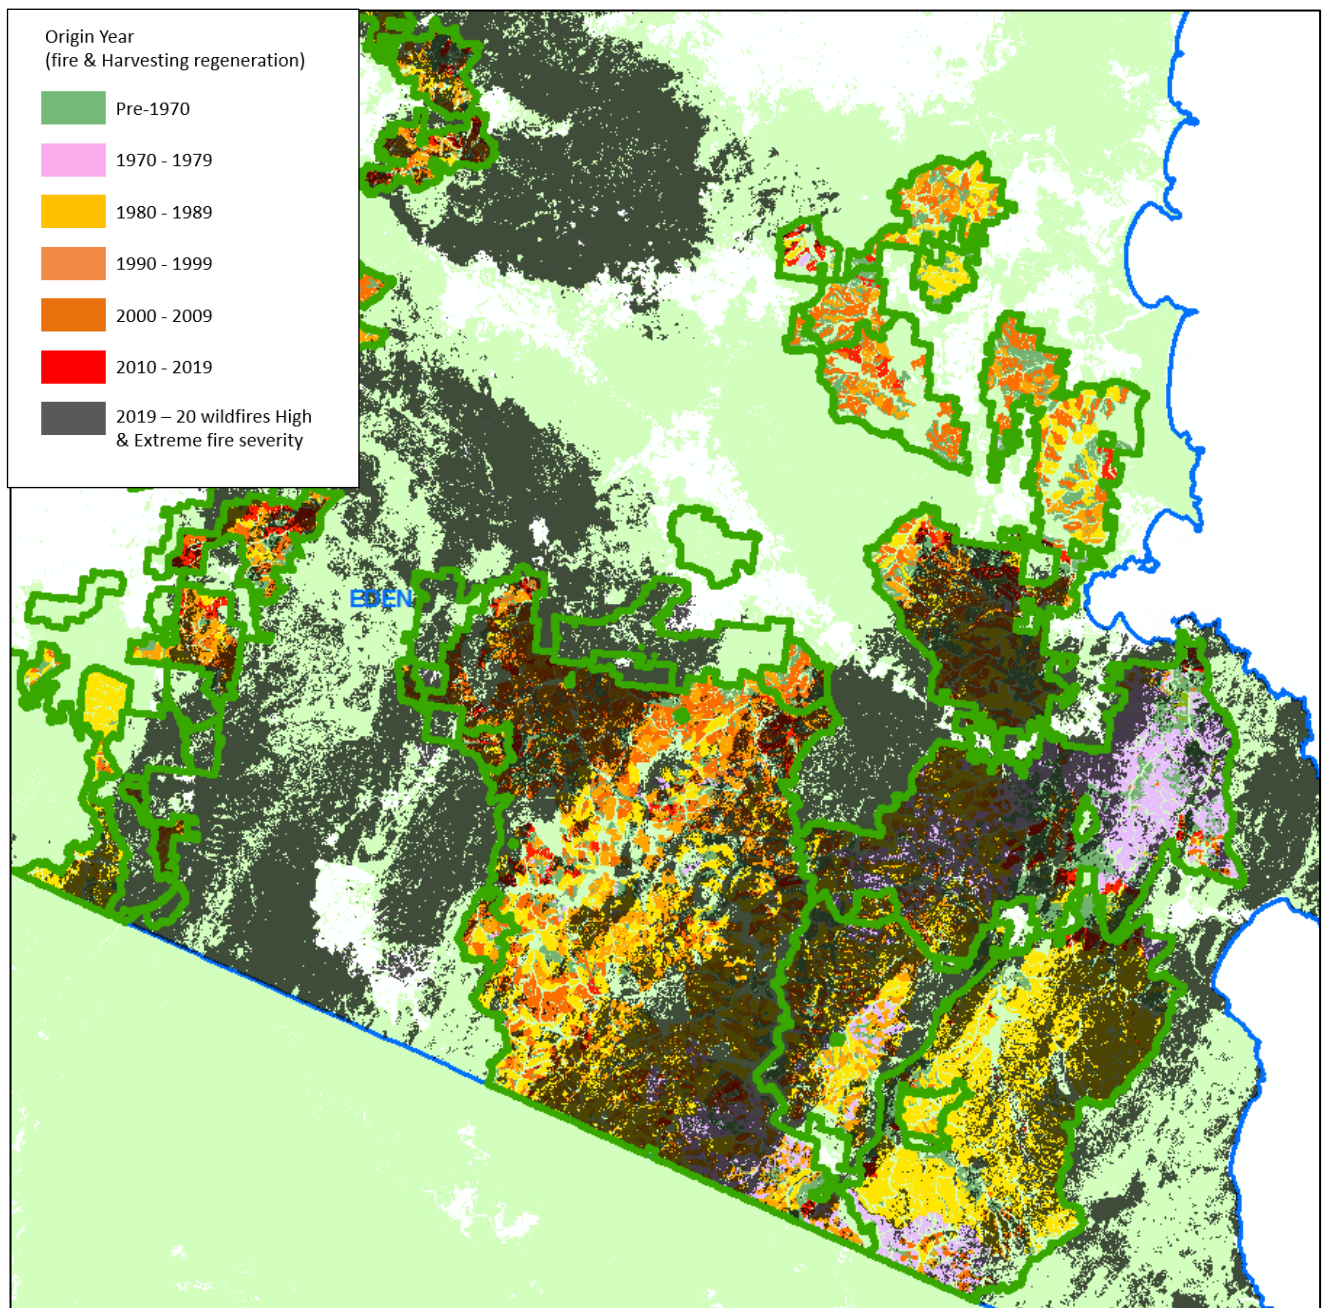 Origin Year
(fire & Harvesting regeneration)
Pre-1970
1970 - 1979
1980 - 1989
1990 - 1999
2000 - 2009
2010 - 2019
2019 – 20 wildfires High
& Extreme fire severity
EDEN